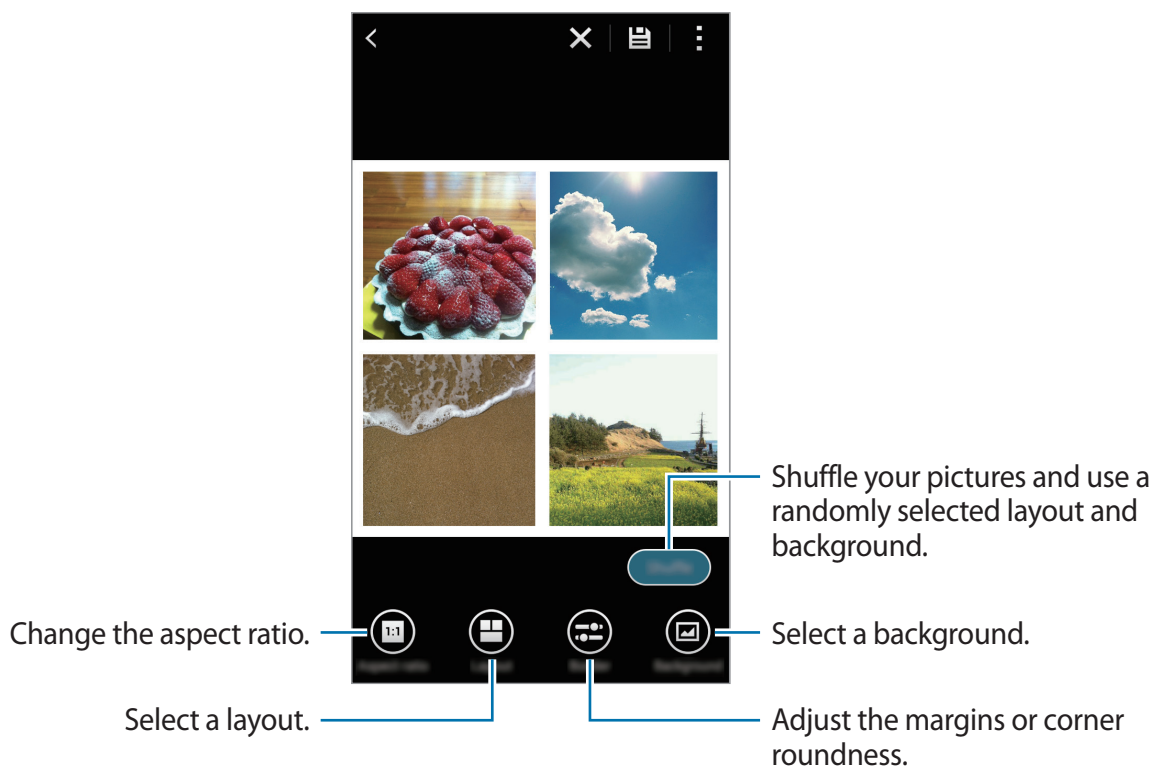 Shuffle your pictures and use a
randomly selected layout and
background.
Change the aspect ratio.
1:1
Select a background.
Select a layout.
Adjust the margins or corner
roundness.